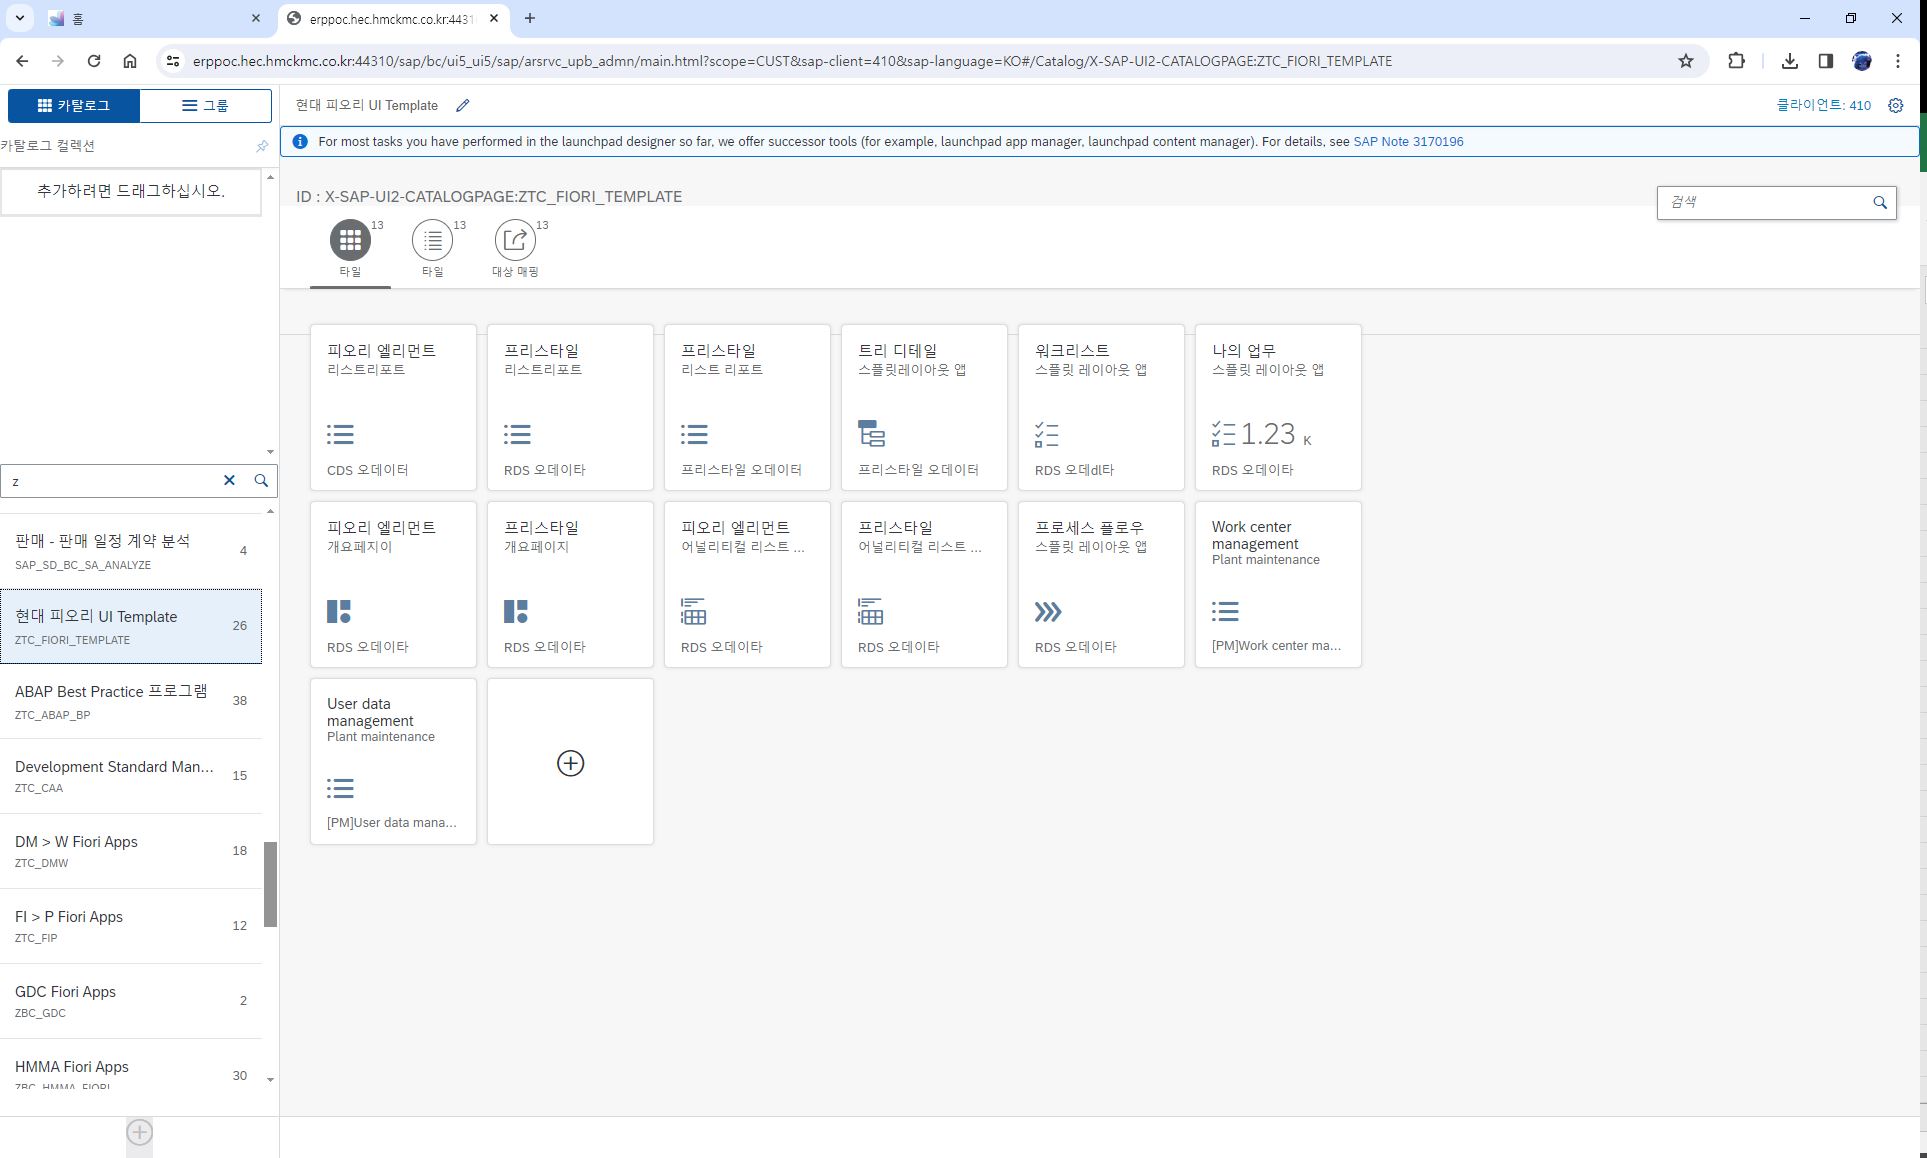 홈
erppoc.hec.hmckmc.co.kr:4431
erppoc.hec.hmckmc.co.kr:44310/sap/bc/ui5_ui5/sap/arsrvc_upb_admn/main.html?scope=CUST&sap-client=410&sap-language=KO#/Catalog/X-SAP-UI2-CATALOGPAGE:ZTC_FIORI_TEMPLATE
카탈로그
그룹
카탈로그 컬렉션
추가하려면 드래그하십시오.
z
판매 - 판매 일정 계약 분석
4
SAP_SD_BC_SA_ANALYZE
현대 피오리 UI Template
26
ZTC_FIORI_TEMPLATE
ABAP Best Practice 프로그램
38
ZTC_ABAP_BP
Development Standard Man...
15
ZTC_CAA
DM > W Fiori Apps
18
ZTC_DMW
FI > P Fiori Apps
12
ZTC_FIP
GDC Fiori Apps
2
ZBC_GDC
HMMA Fiori Apps
30
ZBC_HMMA_FIORI
현대 피오리 UI Template
클라이언트: 410
For most tasks you have performed in the launchpad designer so far, we offer successor tools (for example, launchpad app manager, launchpad content manager). For details, see SAP Note 3170196
ID : X-SAP-UI2-CATALOGPAGE:ZTC_FIORI_TEMPLATE
검색
13
타일
13
타일
13
대상 매핑
피오리 엘리먼트
리스트리포트
CDS 오데이터
프리스타일
리스트리포트
RDS 오데이타
프리스타일
리스트 리포트
프리스타일 오데이터
트리 디테일
스플릿레이아웃 앱
프리스타일 오데이터
워크리스트
스플릿 레이아웃 앱
RDS 오데dl타
나의 업무
스플릿 레이아웃 앱
1.23 K
RDS 오데이타
피오리 엘리먼트
개요페지이
RDS 오데이타
프리스타일
개요페이지
RDS 오데이타
피오리 엘리먼트
어널리티컬 리스트 ...
RDS 오데이타
프리스타일
어널리티컬 리스트 ...
RDS 오데이타
프로세스 플로우
스플릿 레이아웃 앱
RDS 오데이타
Work center
management
Plant maintenance
[PM]Work center ma...
User data
management
Plant maintenance
[PM]User data mana...